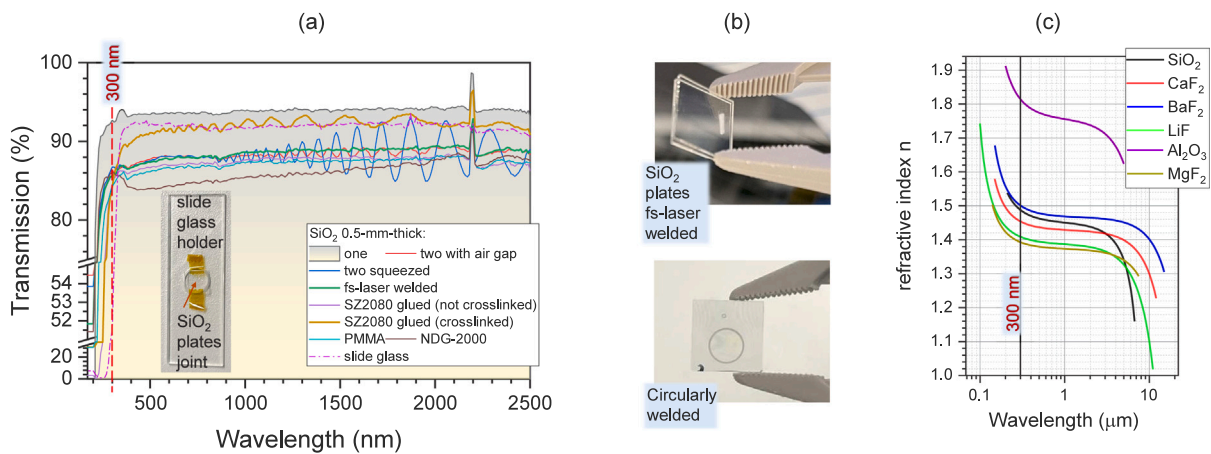 (a)
Transmission (%)
100
90
80
54
53
52
20
0
300 nm
slide
glass
holder
SiO₂
plates
joint
SiO₂ 0.5-mm-thick:
one two with air gap
two squeezed
fs-laser welded
SZ2080 glued (not crosslinked)
SZ2080 glued (crosslinked)
PMMA NDG-2000
slide glass
500 1000 1500 2000 2500
Wavelength (nm)
(b)
SiO₂
plates
fs-laser
welded
Circularly
welded
(c)
refractive index n
1.9
1.8
1.7
1.6
1.5
1.4
1.3
1.2
1.1
1.0
300 nm
SiO₂
CaF₂
BaF₂
LiF
Al₂O₃
MgF₂
0.1 1 10
Wavelength (μm)